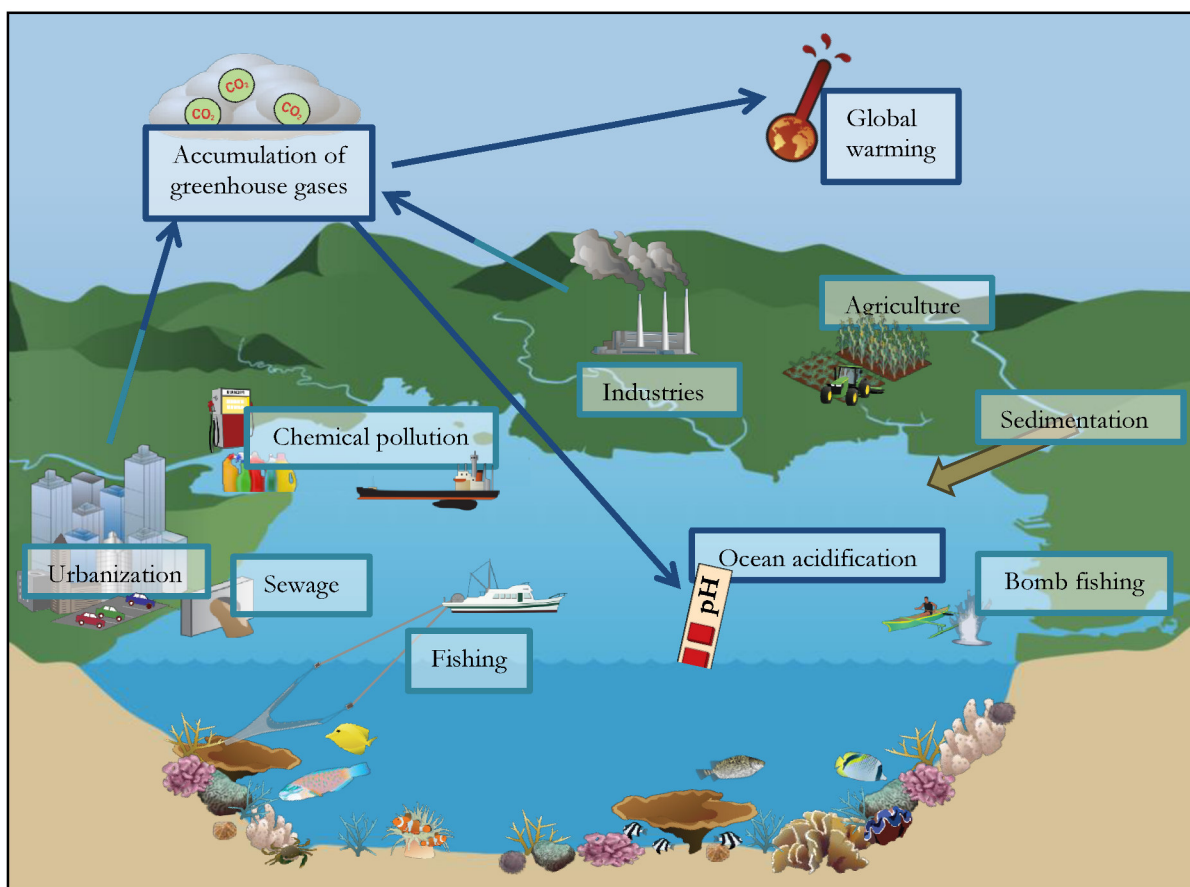 CO₂
CO₂
CO₂
Accumulation of
greenhouse gases
Global
warming
Agriculture
Industries
Sedimentation
Chemical pollution
Ocean acidification
Urbanization
Sewage
Bomb fishing
pH
Fishing